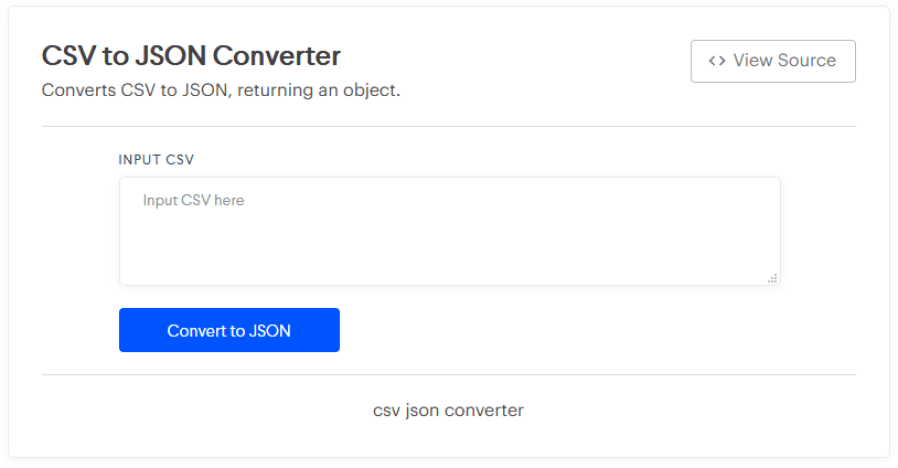 CSV to JSON Converter
<> View Source
Converts CSV to JSON, returning an object.
INPUT CSV
Input CSV here
Convert to JSON
csv json converter